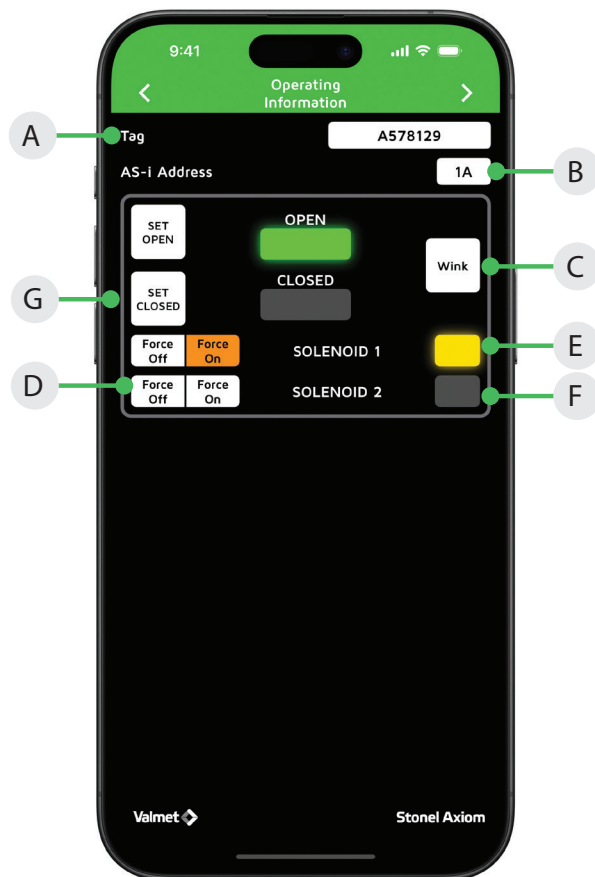 9:41
Operating
Information
A
Tag
A578129
AS-i Address
1A
B
SET
OPEN
OPEN
Wink
C
G
SET
CLOSED
CLOSED
Force
Off
Force
On
SOLENOID 1
E
D
Force
Off
Force
On
SOLENOID 2
F
Valmet
Stonel Axiom